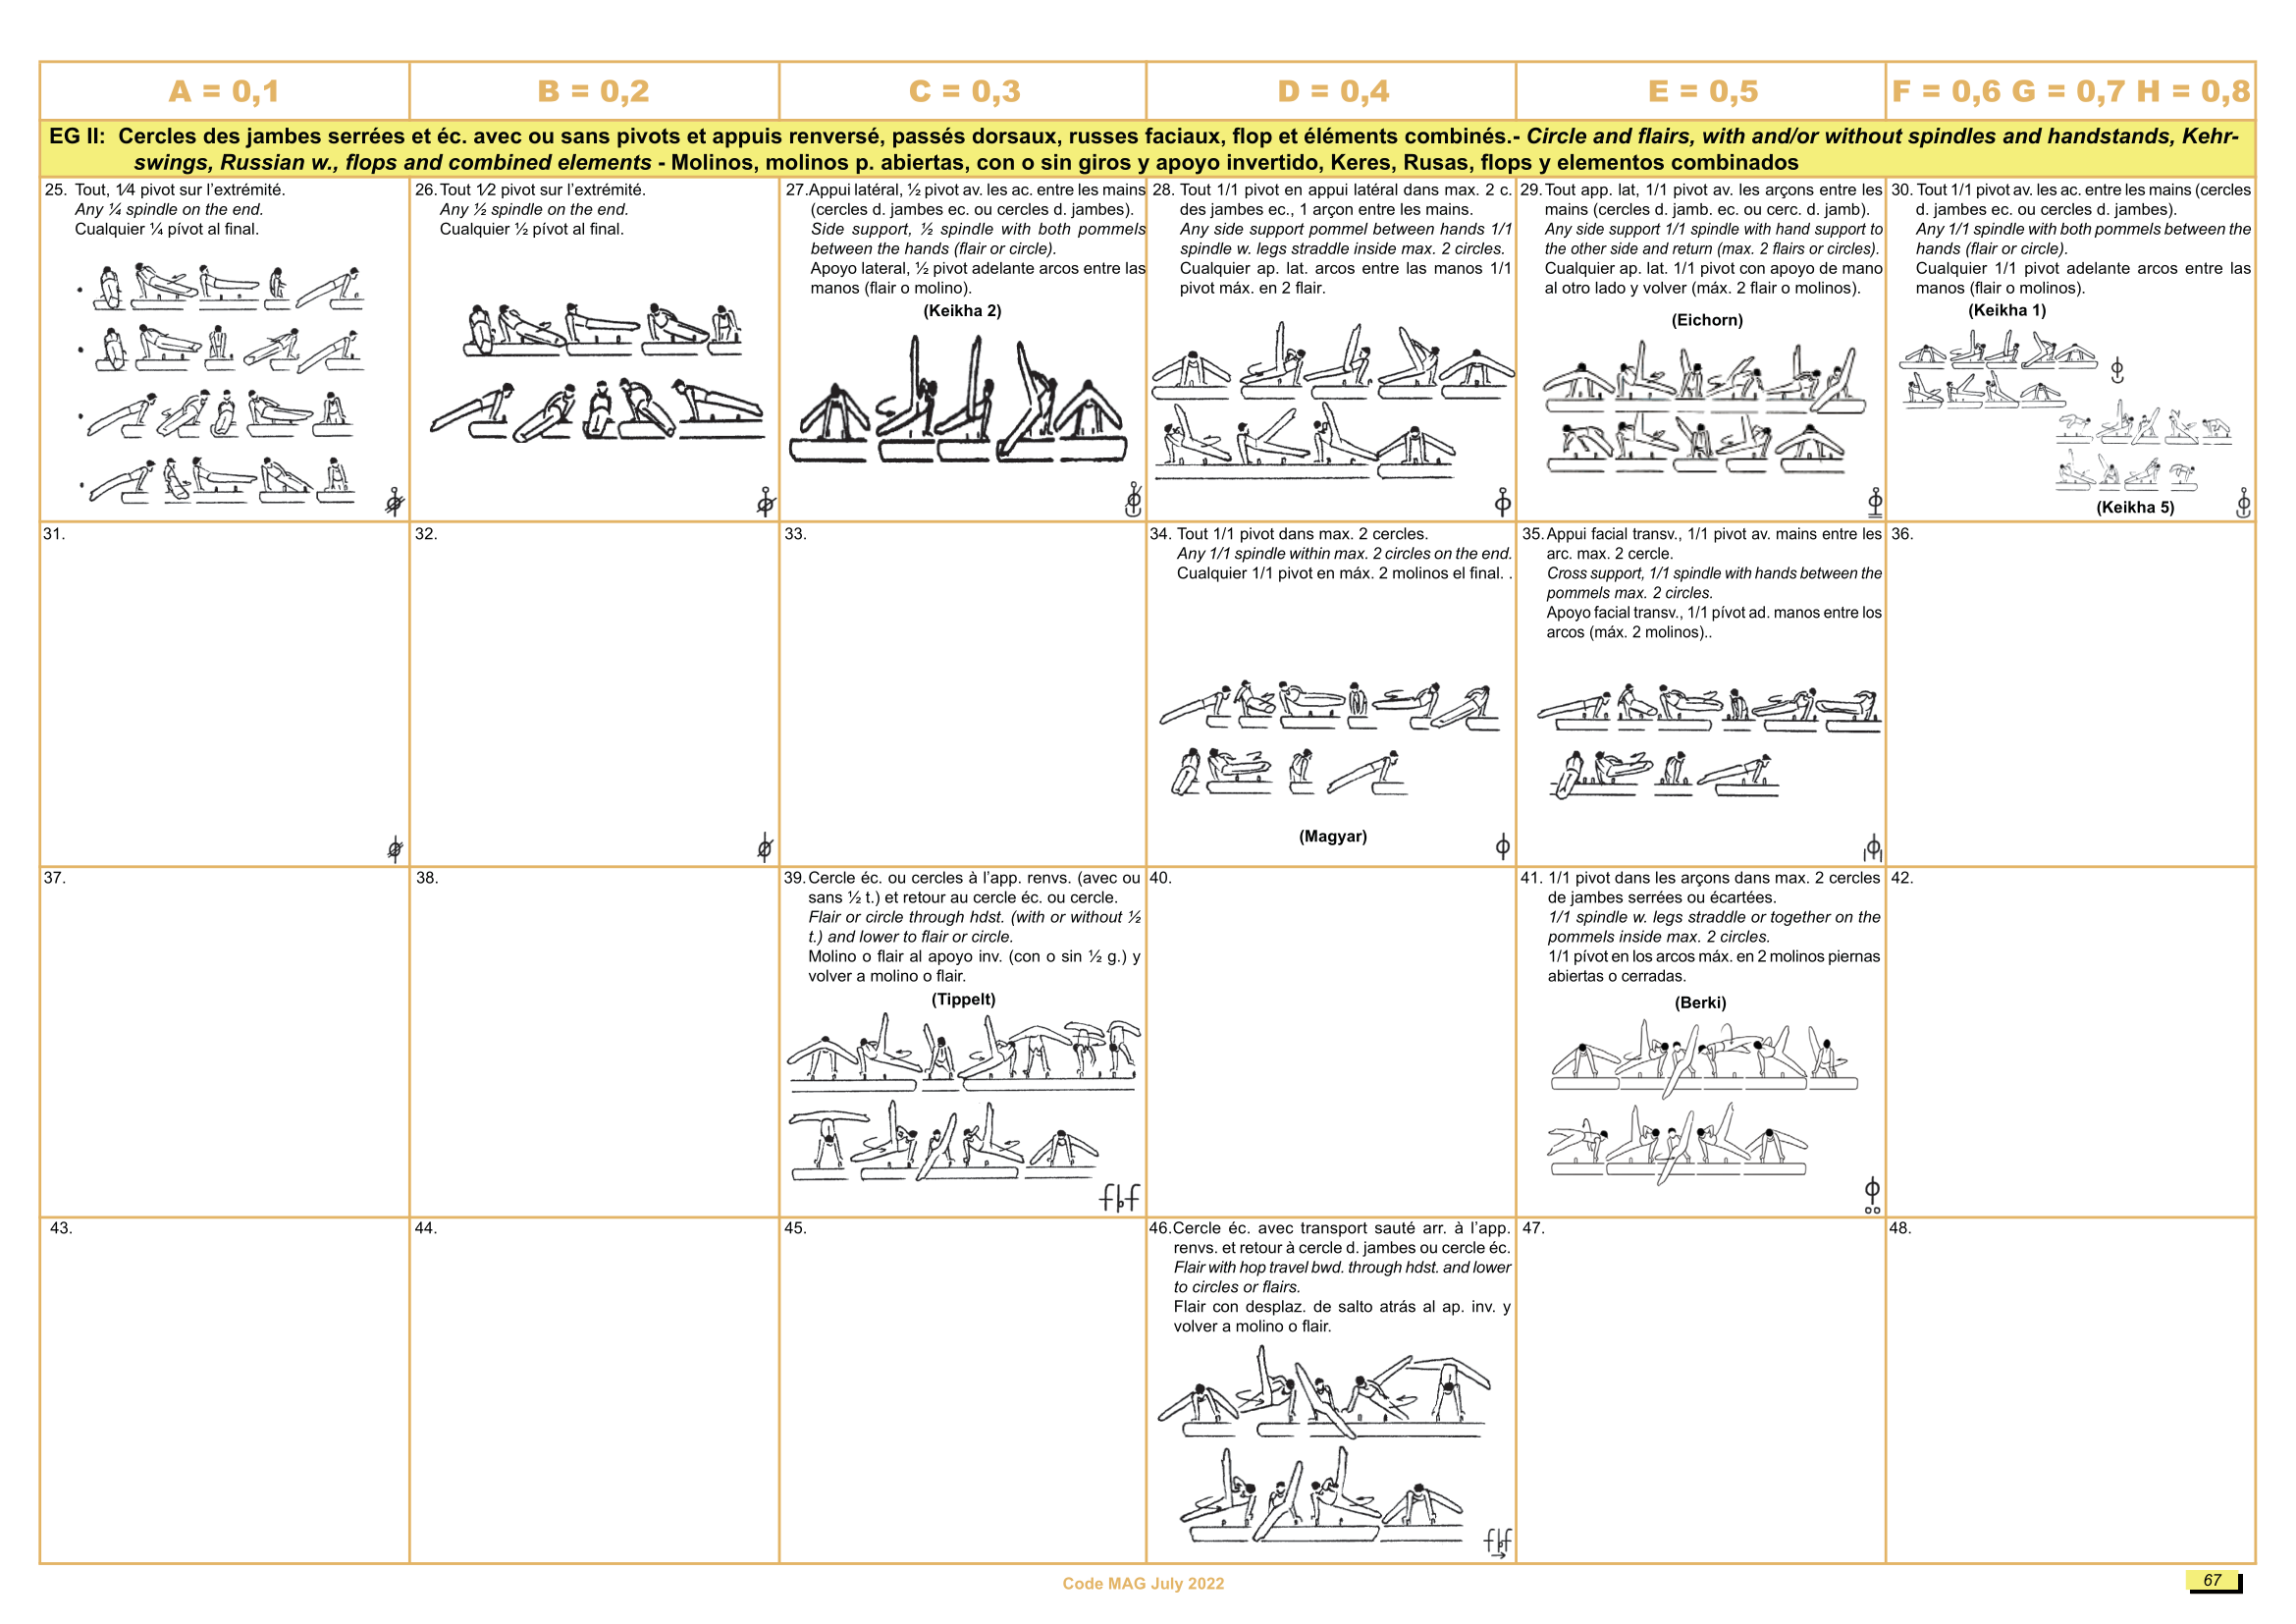 A = 0,1
B = 0,2
C = 0,3
D = 0,4
E = 0,5
F = 0,6 G = 0,7 H = 0,8
EG II: Cercles des jambes serrées et éc. avec ou sans pivots et appuis renversé, passés dorsaux, russes faciaux, flop et éléments combinés.- Circle and flairs, with and/or without spindles and handstands, Kehr-
swings, Russian w., flops and combined elements - Molinos, molinos p. abiertas, con o sin giros y apoyo invertido, Keres, Rusas, flops y elementos combinados
25. Tout, 1⁄4 pivot sur l'extrémité.
Any ¼ spindle on the end.
Cualquier ¼ pívot al final.
26. Tout 1⁄2 pivot sur l'extrémité.
Any ½ spindle on the end.
Cualquier ½ pívot al final.
27.Appui latéral, ½ pivot av. les ac. entre les mains
(cercles d. jambes ec. ou cercles d. jambes).
Side support, ½ spindle with both pommels
between the hands (flair or circle).
Apoyo lateral, ½ pivot adelante arcos entre las
manos (flair o molino).
(Keikha 2)
28. Tout 1/1 pivot en appui latéral dans max. 2 c.
des jambes ec., 1 arçon entre les mains.
Any side support pommel between hands 1/1
spindle w. legs straddle inside max. 2 circles.
Cualquier ap. lat. arcos entre las manos 1/1
pivot máx. en 2 flair.
29. Tout app. lat, 1/1 pivot av. les arçons entre les
mains (cercles d. jamb. ec. ou cerc. d. jamb).
Any side support 1/1 spindle with hand support to
the other side and return (max. 2 flairs or circles).
Cualquier ap. lat. 1/1 pivot con apoyo de mano
al otro lado y volver (máx. 2 flair o molinos).
(Eichorn)
30. Tout 1/1 pivot av. les ac. entre les mains (cercles
d. jambes ec. ou cercles d. jambes).
Any 1/1 spindle with both pommels between the
hands (flair or circle).
Cualquier 1/1 pivot adelante arcos entre las
manos (flair o molinos).
(Keikha 1)
(Keikha 5)
31.
32.
33.
34. Tout 1/1 pivot dans max. 2 cercles.
Any 1/1 spindle within max. 2 circles on the end.
Cualquier 1/1 pivot en máx. 2 molinos el final. .
(Magyar)
35. Appui facial transv., 1/1 pivot av. mains entre les
arc. max. 2 cercle.
Cross support, 1/1 spindle with hands between the
pommels max. 2 circles.
Apoyo facial transv., 1/1 pívot ad. manos entre los
arcos (máx. 2 molinos)..
36.
37.
38.
39. Cercle éc. ou cercles à l'app. renvs. (avec ou
sans ½ t.) et retour au cercle éc. ou cercle.
Flair or circle through hdst. (with or without ½
t.) and lower to flair or circle.
Molino o flair al apoyo inv. (con o sin ½ g.) y
volver a molino o flair.
(Tippelt)
40.
41. 1/1 pivot dans les arçons dans max. 2 cercles
de jambes serrées ou écartées.
1/1 spindle w. legs straddle or together on the
pommels inside max. 2 circles.
1/1 pívot en los arcos máx. en 2 molinos piernas
abiertas o cerradas.
(Berki)
42.
43.
44.
45.
46.Cercle éc. avec transport sauté arr. à l'app.
renvs. et retour à cercle d. jambes ou cercle éc.
Flair with hop travel bwd. through hdst. and lower
to circles or flairs.
Flair con desplaz. de salto atrás al ap. inv. y
volver a molino o flair.
47.
48.
Code MAG July 2022
67